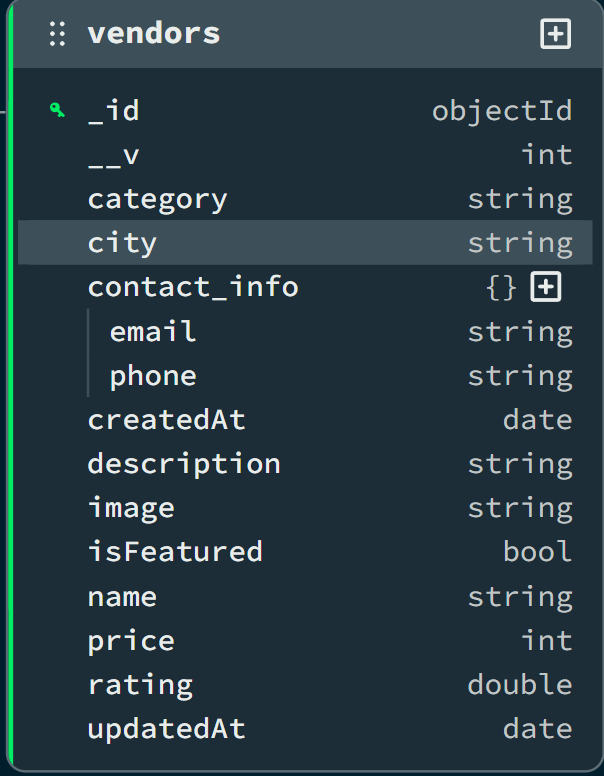 vendors
_id objectId
__v int
category string
city string
contact_info {}
email string
phone string
createdAt date
description string
image string
isFeatured bool
name string
price int
rating double
updatedAt date